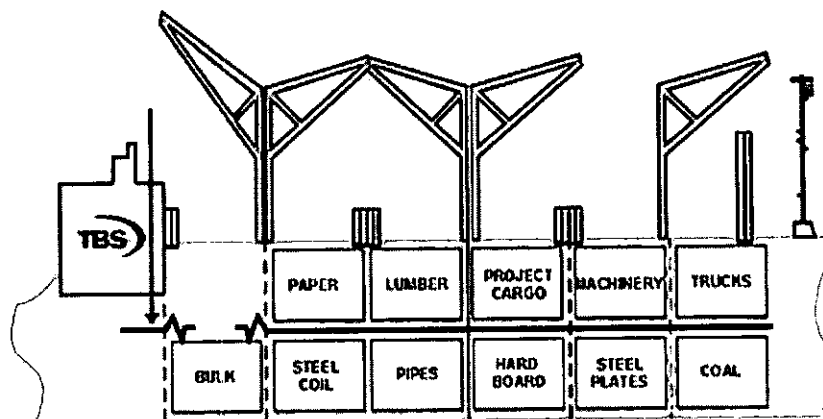 TBS
PAPER
LUMBER
PROJECT
CARGO
MACHINERY
TRUCKS
BULK
STEEL
COIL
PIPES
HARD
BOARD
STEEL
PLATES
COAL